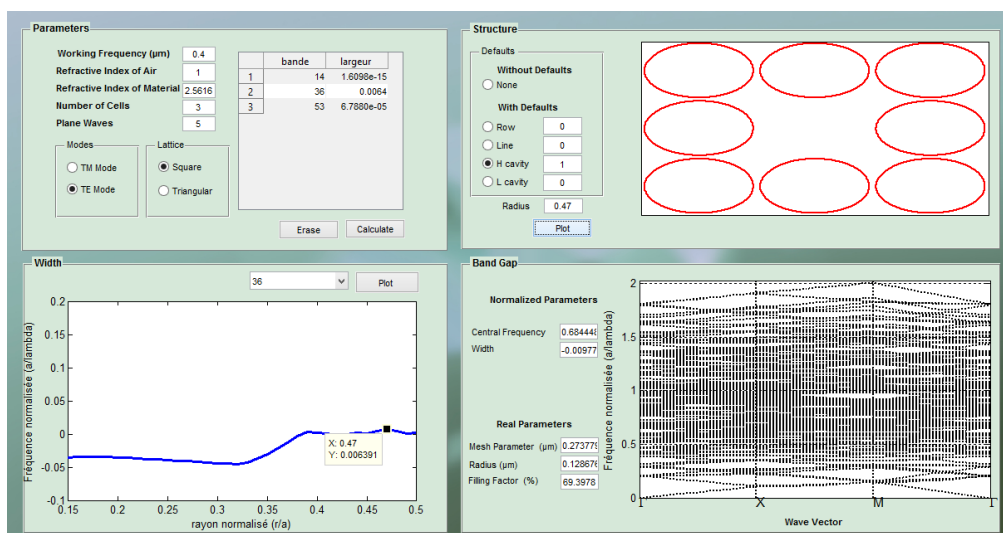 Parameters
Working Frequency (µm) 0.4
Refractive Index of Air 1
Refractive Index of Material 2.5616
Number of Cells 3
Plane Waves 5
Modes
TM Mode
TE Mode
Lattice
Square
Triangular
bande largeur
1 14 1.6098e-15
2 36 0.0064
3 53 6.7880e-05
Erase Calculate
Structure
Defaults
Without Defaults
None
With Defaults
Row 0
Line 0
H cavity 1
L cavity 0
Radius 0.47
Plot
Width
36 Plot
Fréquence normalisée (a/lambda)
0.2
0.15
0.1
0.05
0
-0.05
-0.1
X: 0.47
Y: 0.006391
0.15 0.2 0.25 0.3 0.35 0.4 0.45 0.5
rayon normalisé (r/a)
Band Gap
Normalized Parameters
Central Frequency 0.684448
Width -0.00977
Real Parameters
Mesh Parameter (µm) 0.273779
Radius (µm) 0.128676
Filing Factor (%) 69.3978
Fréquence normalisée (a/lambda)
2
1.5
1
0.5
0
Γ X M Γ
Wave Vector